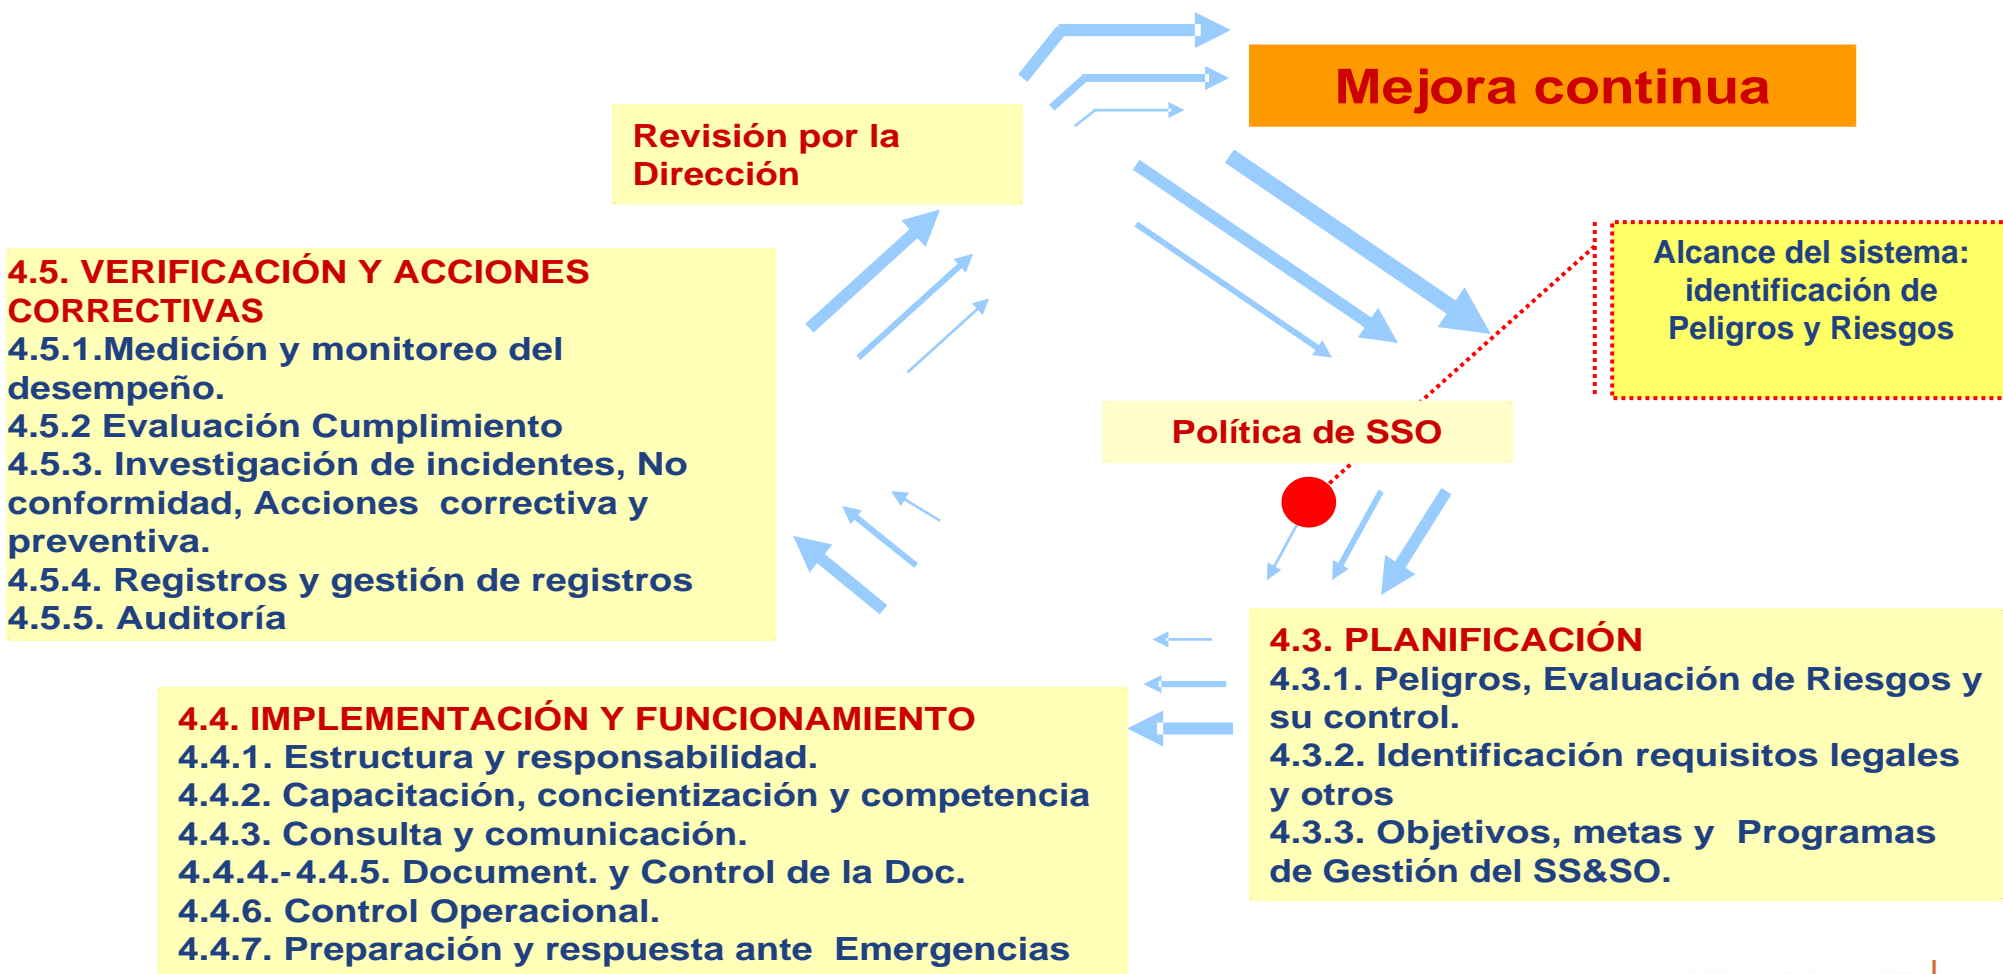 Mejora continua
Revisión por la
Dirección
Alcance del sistema:
identificación de
Peligros y Riesgos
4.5. VERIFICACIÓN Y ACCIONES
CORRECTIVAS
4.5.1.Medición y monitoreo del
desempeño.
4.5.2 Evaluación Cumplimiento
4.5.3. Investigación de incidentes, No
conformidad, Acciones correctiva y
preventiva.
4.5.4. Registros y gestión de registros
4.5.5. Auditoría
Política de SSO
4.3. PLANIFICACIÓN
4.3.1. Peligros, Evaluación de Riesgos y
su control.
4.3.2. Identificación requisitos legales
y otros
4.3.3. Objetivos, metas y Programas
de Gestión del SS&SO.
4.4. IMPLEMENTACIÓN Y FUNCIONAMIENTO
4.4.1. Estructura y responsabilidad.
4.4.2. Capacitación, concientización y competencia
4.4.3. Consulta y comunicación.
4.4.4.-4.4.5. Document. y Control de la Doc.
4.4.6. Control Operacional.
4.4.7. Preparación y respuesta ante Emergencias